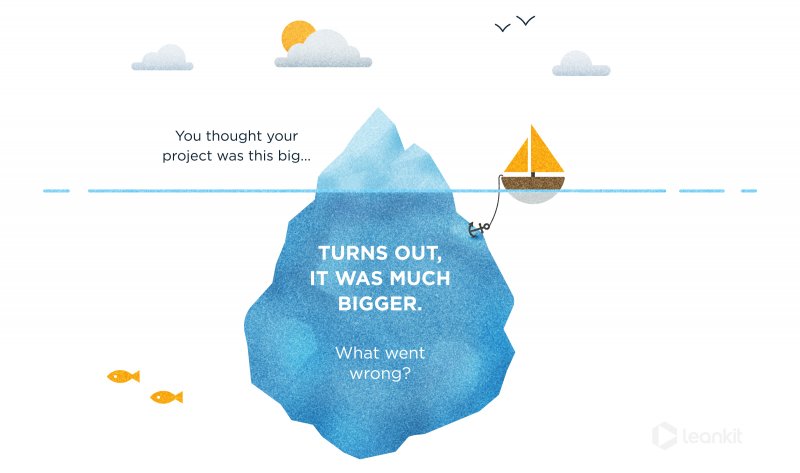 You thought your
project was this big...
TURNS OUT,
IT WAS MUCH
BIGGER.
What went
wrong?
leankit